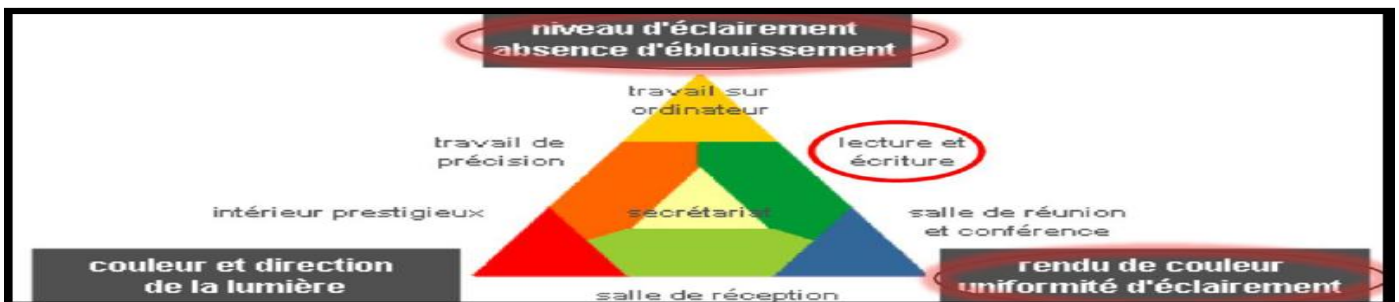 niveau d'éclairement
absence d'éblouissement
travail sur
ordinateur
travail de
précision
lecture et
écriture
intérieur prestigieux
secrétariat
salle de réunion
et conférence
couleur et direction
de la lumière
salle de réception
rendu de couleur
uniformité d'éclairement